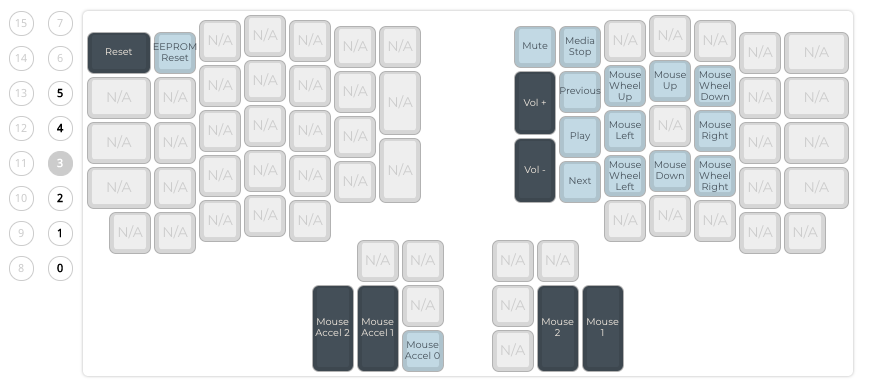 15 7
14 6
13 5
12 4
11 3
10 2
9 1
8 0
Reset
EEPROM
Reset
N/A N/A N/A N/A N/A
N/A N/A N/A N/A N/A N/A N/A
N/A N/A N/A N/A N/A N/A
N/A N/A N/A N/A N/A N/A N/A
N/A N/A N/A N/A N/A
N/A N/A
Mouse
Accel 2
Mouse
Accel 1
N/A
Mouse
Accel 0
Mute
Media
Stop
N/A N/A N/A N/A N/A
Vol +
Previous
Mouse
Wheel
Up
Mouse
Up
Mouse
Wheel
Down
N/A N/A
Play
Mouse
Left
N/A
Mouse
Right
N/A N/A
Vol -
Next
Mouse
Wheel
Left
Mouse
Down
Mouse
Wheel
Right
N/A N/A
N/A N/A N/A N/A N/A
N/A N/A
N/A
Mouse
2
Mouse
1
N/A